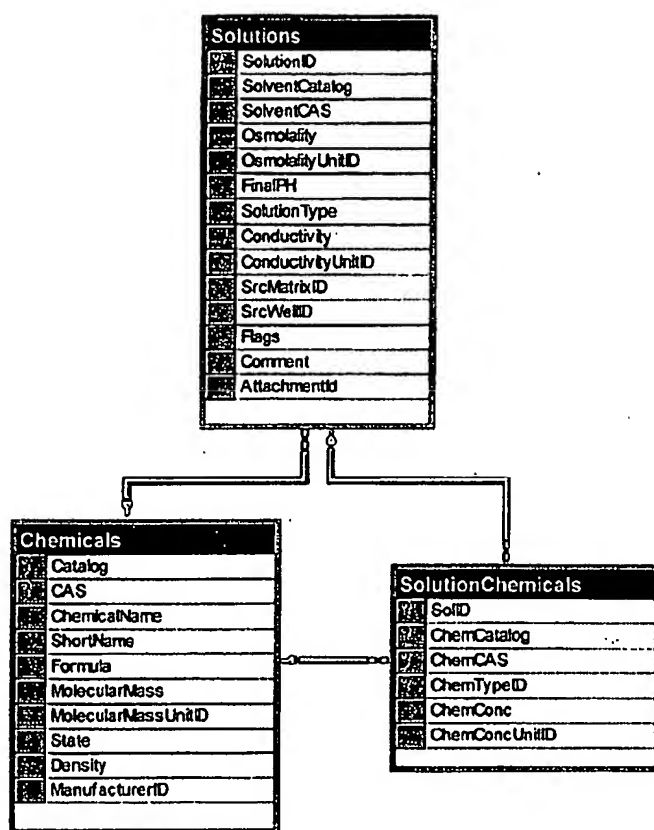 Solutions
SolutionID
SolventCatalog
SolventCAS
Osmolality
OsmolalityUnitID
FinalPH
SolutionType
Conductivity
ConductivityUnitID
SrcMatrixID
SrcWellID
Flags
Comment
AttachmentId
Chemicals
Catalog
CAS
ChemicalName
ShortName
Formula
MolecularMass
MolecularMassUnitID
State
Density
ManufacturerID
SolutionChemicals
SolID
ChemCatalog
ChemCAS
ChemTypeID
ChemConc
ChemConcUnitID